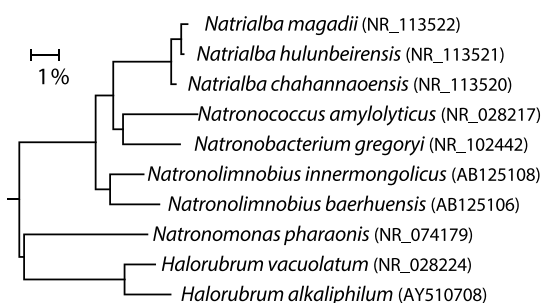 Natrialba magadii (NR_113522)
Natrialba hulunbeirensis (NR_113521)
1%
Natrialba chahannaoensis (NR_113520)
Natronococcus amylolyticus (NR_028217)
Natronobacterium gregoryi (NR_102442)
Natronolimnobius innermongolicus (AB125108)
Natronolimnobius baerhuensis (AB125106)
Natronomonas pharaonis (NR_074179)
Halorubrum vacuolatum (NR_028224)
Halorubrum alkaliphilum (AY510708)